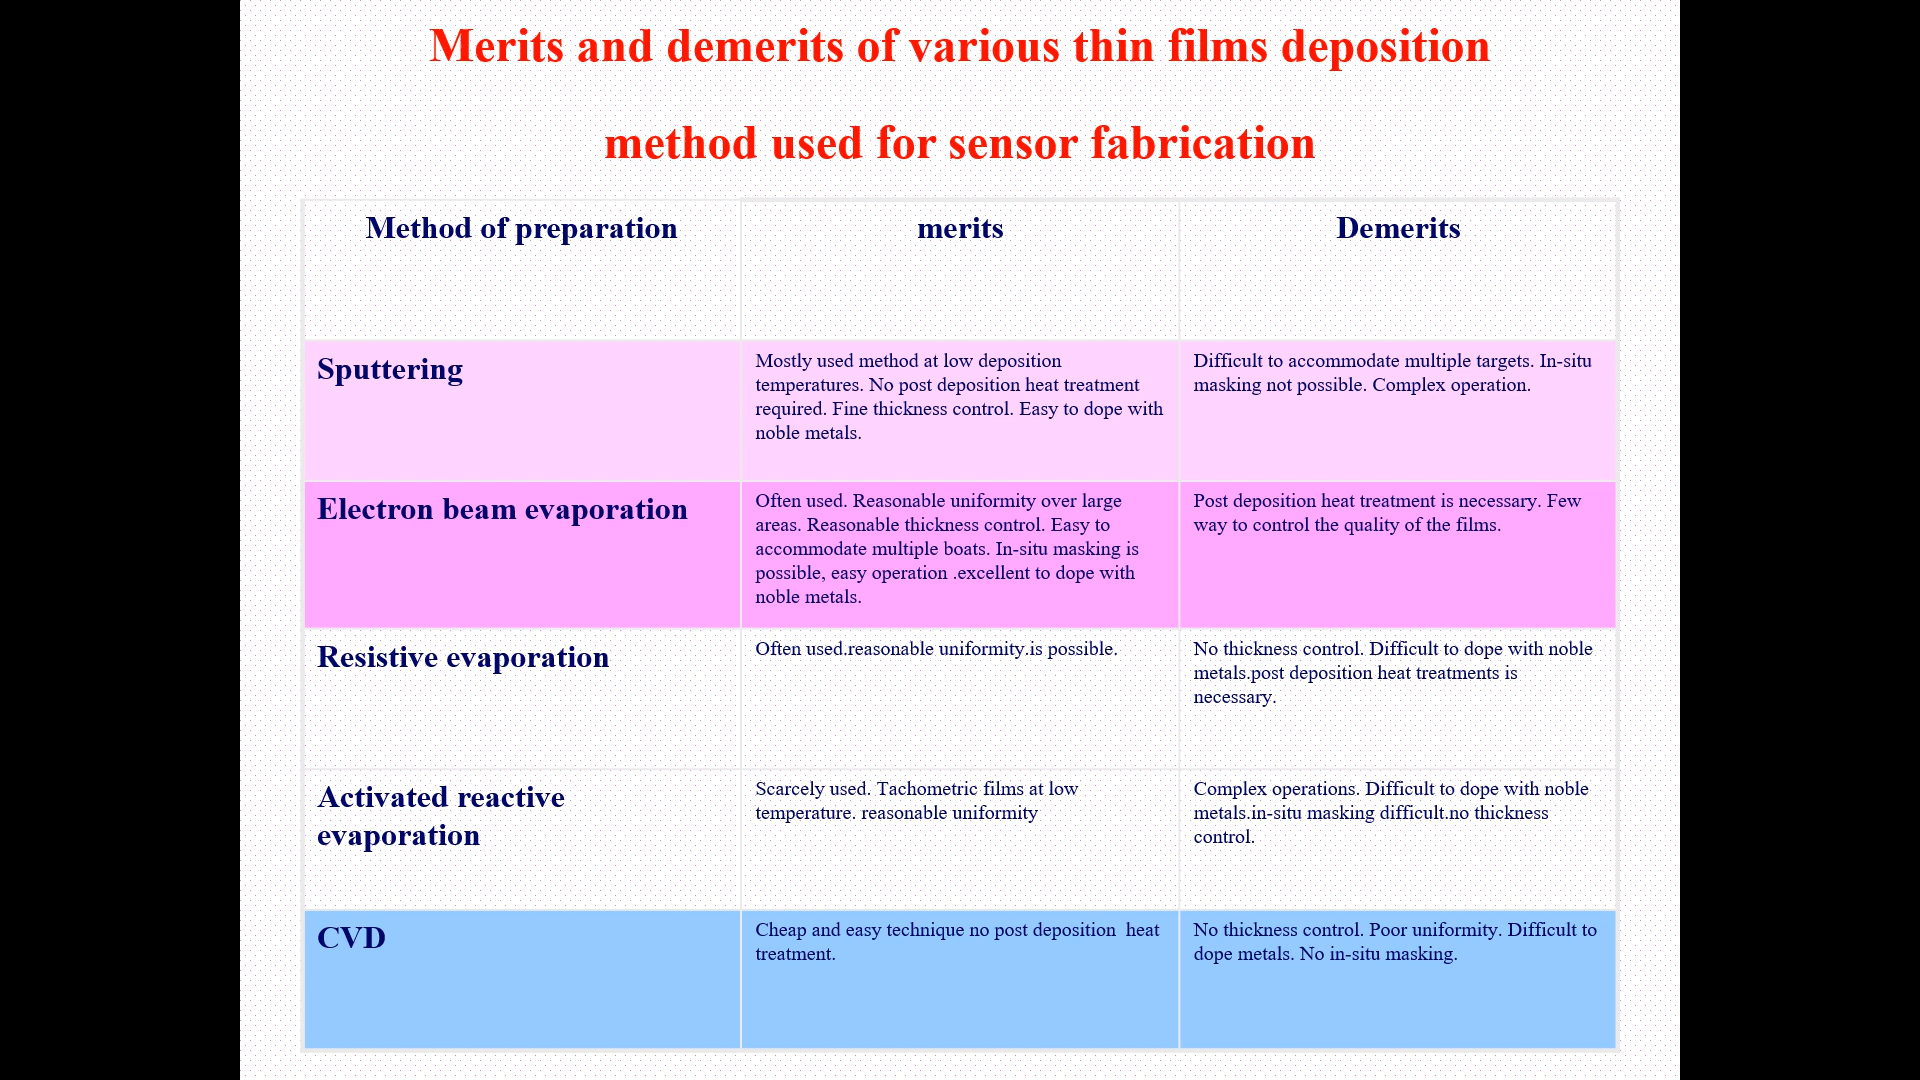 Merits and demerits of various thin films deposition
method used for sensor fabrication
Method of preparation
merits
Demerits
Sputtering
Mostly used method at low deposition
temperatures. No post deposition heat treatment
required. Fine thickness control. Easy to dope with
noble metals.
Difficult to accommodate multiple targets. In-situ
masking not possible. Complex operation.
Electron beam evaporation
Often used. Reasonable uniformity over large
areas. Reasonable thickness control. Easy to
accommodate multiple boats. In-situ masking is
possible, easy operation .excellent to dope with
noble metals.
Post deposition heat treatment is necessary. Few
way to control the quality of the films.
Resistive evaporation
Often used.reasonable uniformity.is possible.
No thickness control. Difficult to dope with noble
metals.post deposition heat treatments is
necessary.
Activated reactive
evaporation
Scarcely used. Tachometric films at low
temperature. reasonable uniformity
Complex operations. Difficult to dope with noble
metals.in-situ masking difficult.no thickness
control.
CVD
Cheap and easy technique no post deposition  heat
treatment.
No thickness control. Poor uniformity. Difficult to
dope metals. No in-situ masking.